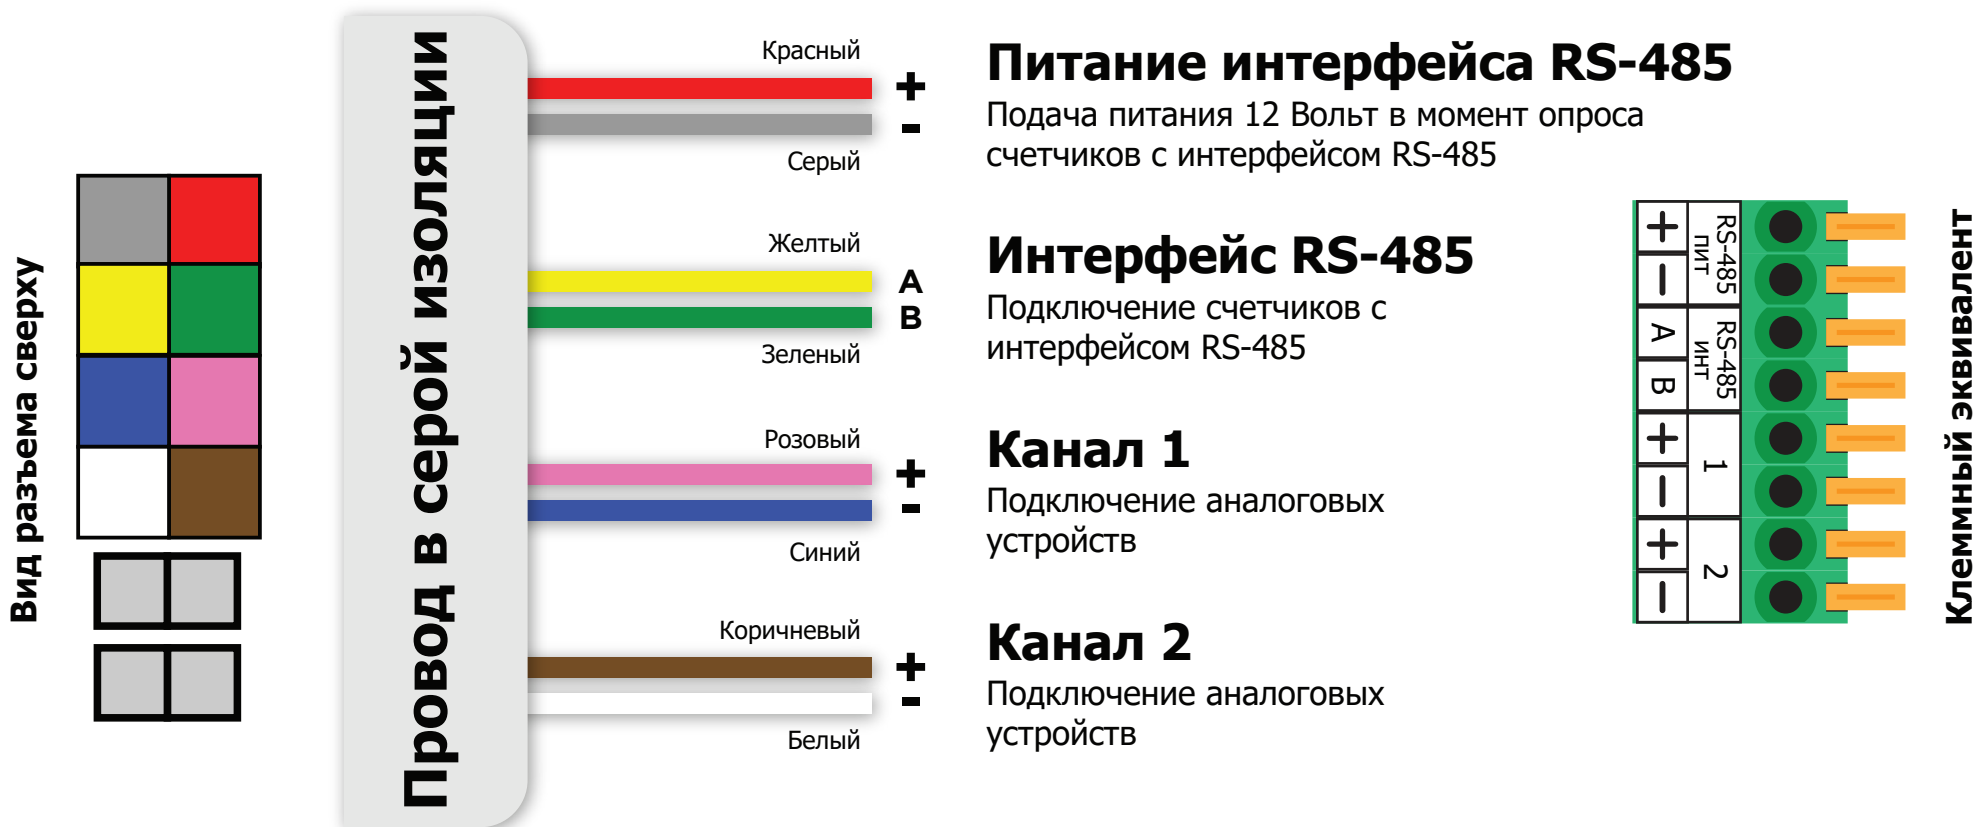 Вид разъема сверху
Провод в серой изоляции
Красный
+
-
Серый
Питание интерфейса RS-485
Подача питания 12 Вольт в момент опроса
счетчиков с интерфейсом RS-485
Желтый
A
B
Зеленый
Интерфейс RS-485
Подключение счетчиков с
интерфейсом RS-485
Розовый
+
-
Синий
Канал 1
Подключение аналоговых
устройств
Коричневый
+
-
Белый
Канал 2
Подключение аналоговых
устройств
+
-
RS-485
пит
A
B
RS-485
инт
+
-
1
+
-
2
Клеммный эквивалент